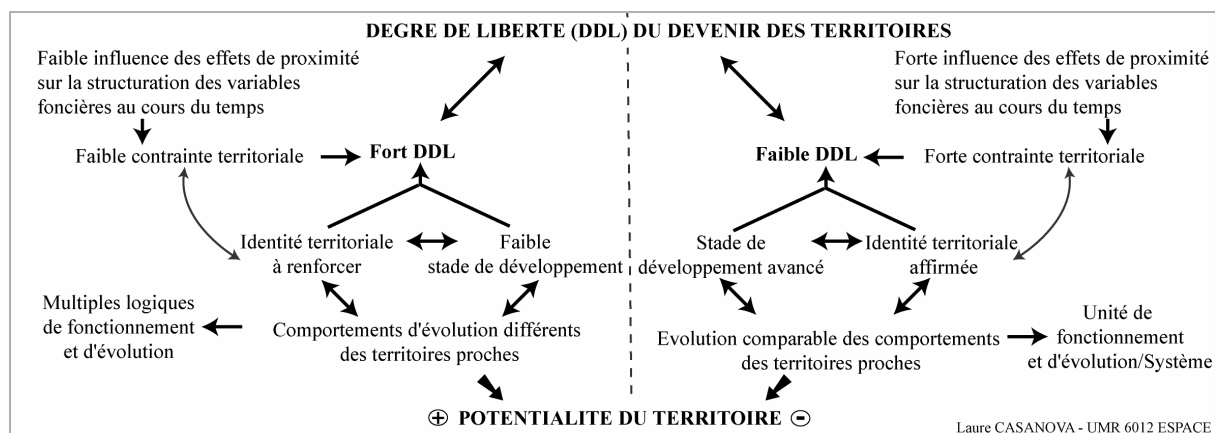 DEGRE DE LIBERTE (DDL) DU DEVENIR DES TERRITOIRES
Faible influence des effets de proximité
sur la structuration des variables
foncières au cours du temps
Faible contrainte territoriale
Fort DDL
Identité territoriale
à renforcer
Faible
stade de développement
Multiples logiques
de fonctionnement
et d'évolution
Comportements d'évolution différents
des territoires proches
Forte influence des effets de proximité
sur la structuration des variables
foncières au cours du temps
Faible DDL
Forte contrainte territoriale
Stade de
développement avancé
Identité territoriale
affirmée
Evolution comparable des comportements
des territoires proches
Unité de
fonctionnement
et d'évolution/Système
+ POTENTIALITE DU TERRITOIRE -
Laure CASANOVA - UMR 6012 ESPACE